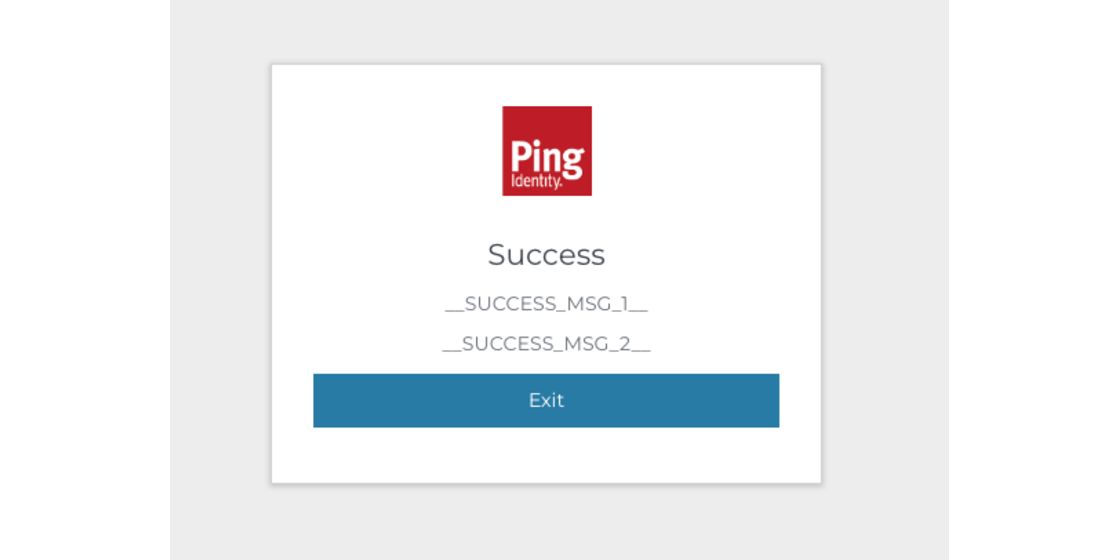 Ping
Identity.
Success
__SUCCESS_MSG_1__
__SUCCESS_MSG_2__
Exit